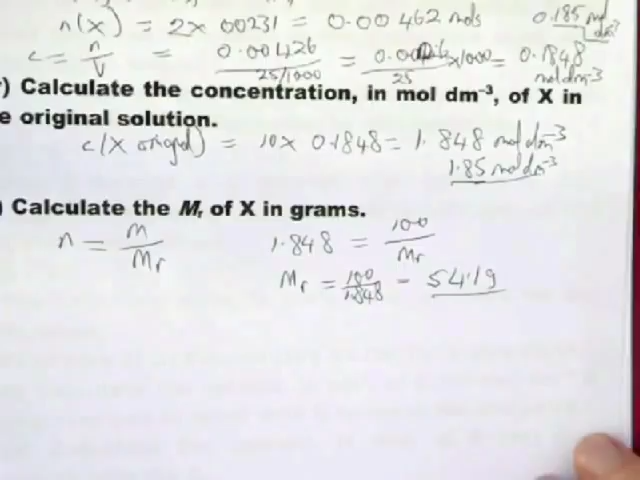 n(X) = 2× 00231 = 0.00462 mols
0.185 mol dm⁻³
c = n/V = 0.00426/25/1000 = /25 ×1000 = 0.1848 mol dm⁻³
) Calculate the concentration, in mol dm⁻³, of X in
e original solution.
c(X original) = 10 × 0.1848 = 1.848 mol dm⁻³
1.85 mol dm⁻³
) Calculate the Mr of X in grams.
n = M/Mr 1.848 = 100/Mr
Mr = 100/1.848 = 54.19